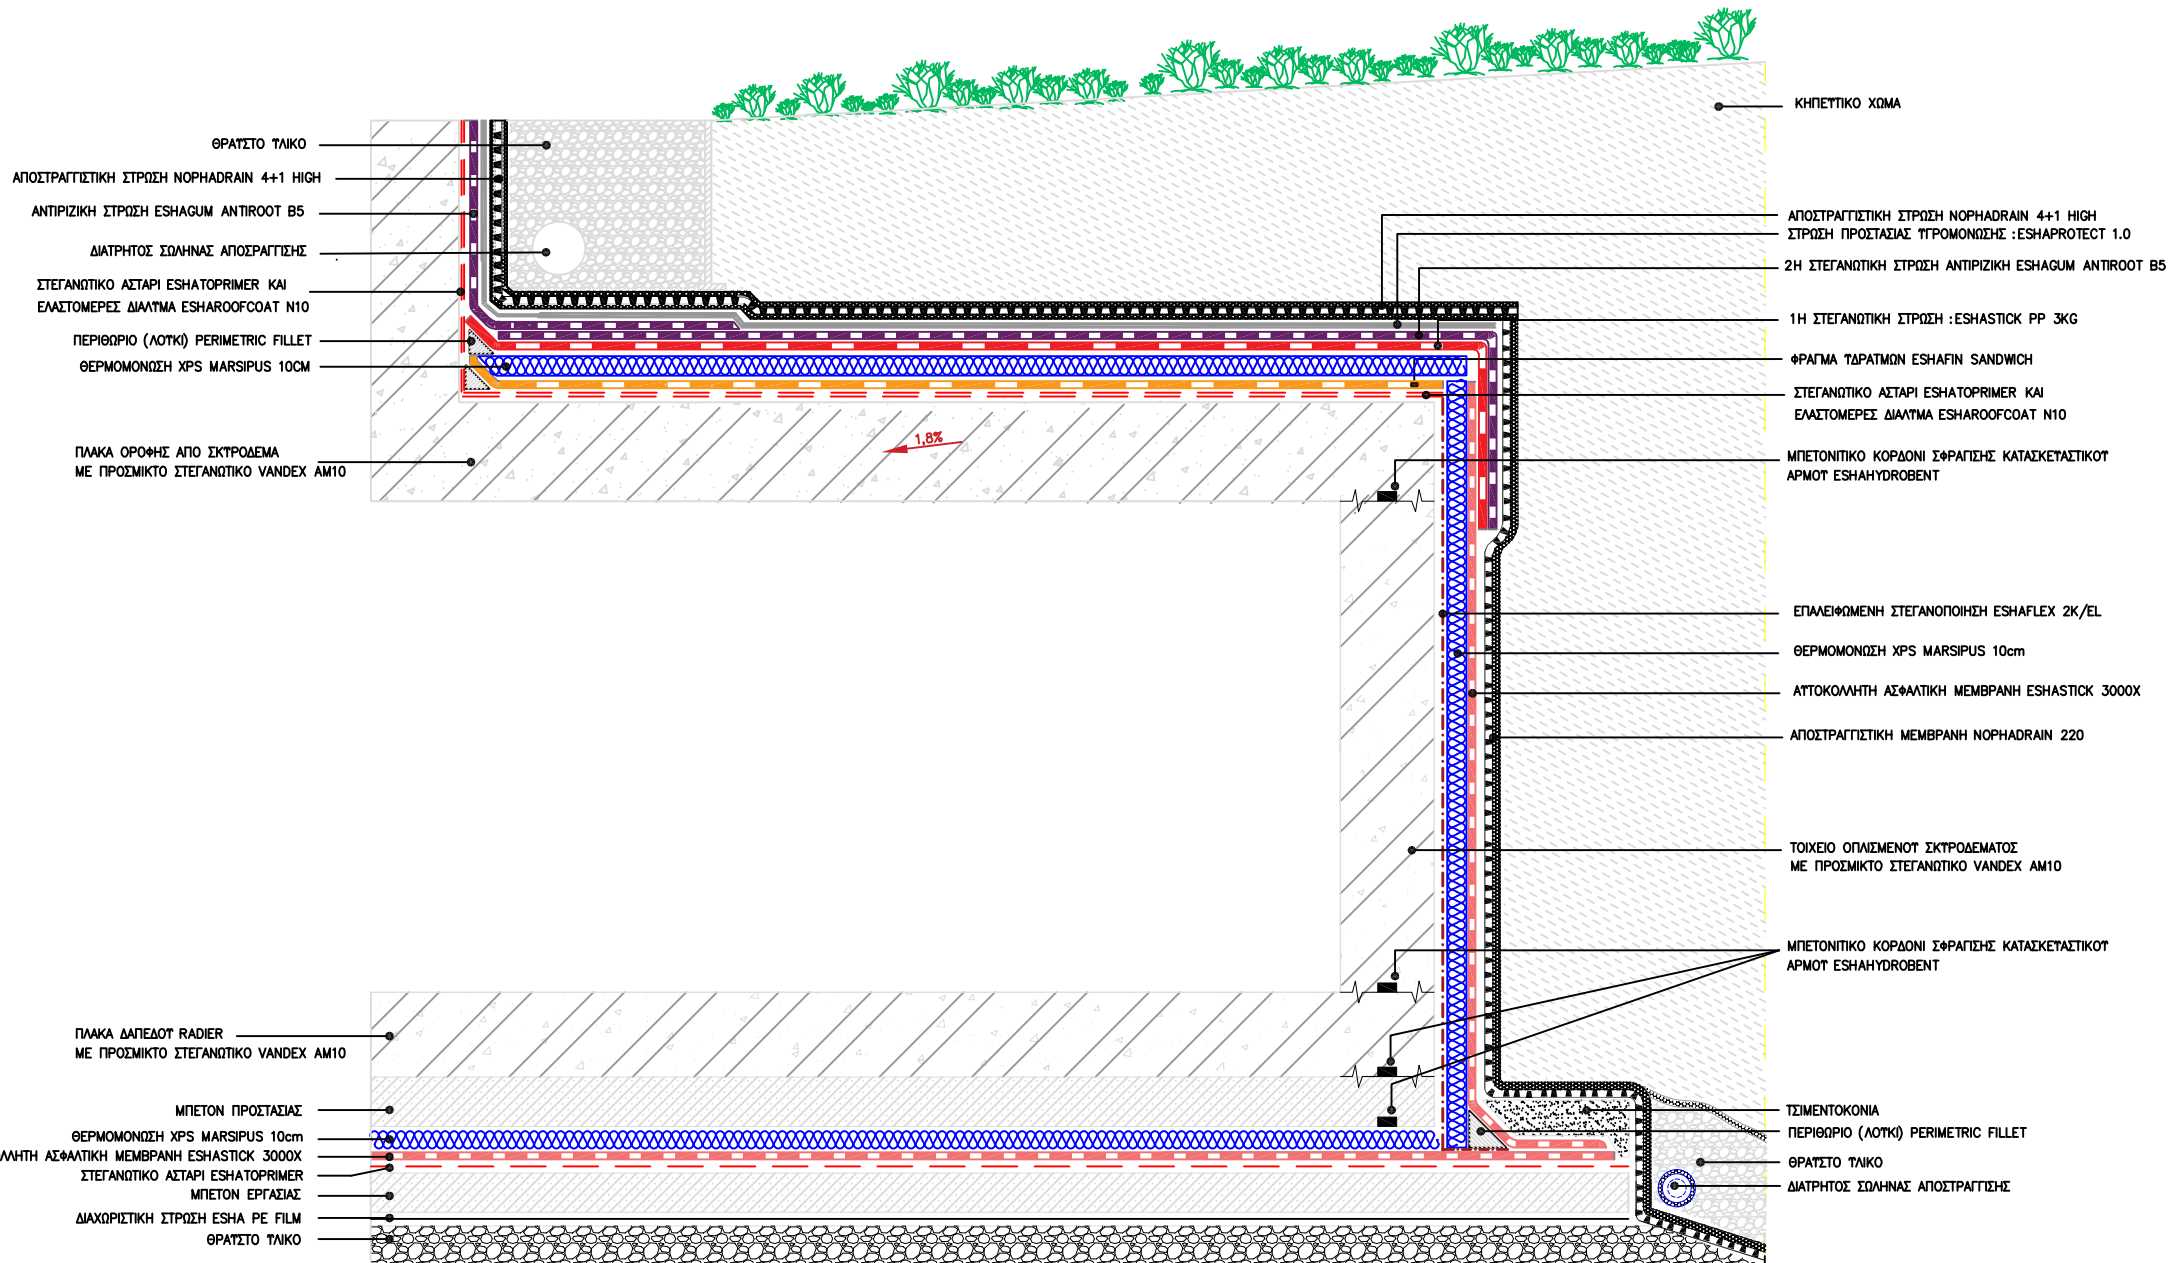 ΘΡΑΥΣΤΟ ΥΛΙΚΟ
ΑΠΟΣΤΡΑΓΓΙΣΤΙΚΗ ΣΤΡΩΣΗ NOPHADRAIN 4+1 HIGH
ΑΝΤΙΡΙΖΙΚΗ ΣΤΡΩΣΗ ESHAGUM ANTIROOT B5
ΔΙΑΤΡΗΤΟΣ ΣΩΛΗΝΑΣ ΑΠΟΣΤΡΑΓΓΙΣΗΣ
ΣΤΕΓΑΝΩΤΙΚΟ ΑΣΤΑΡΙ ESHATOPRIMER ΚΑΙ
ΕΛΑΣΤΟΜΕΡΕΣ ΔΙΑΛΥΜΑ ESHAROOFCOAT N10
ΠΕΡΙΘΩΡΙΟ (ΛΟΥΚΙ) PERIMETRIC FILLET
ΘΕΡΜΟΜΟΝΩΣΗ XPS MARSIPUS 10CM
ΠΛΑΚΑ ΟΡΟΦΗΣ ΑΠΟ ΣΚΥΡΟΔΕΜΑ
ΜΕ ΠΡΟΣΜΙΚΤΟ ΣΤΕΓΑΝΩΤΙΚΟ VANDEX AM10
ΠΛΑΚΑ ΔΑΠΕΔΟΥ RADIER
ΜΕ ΠΡΟΣΜΙΚΤΟ ΣΤΕΓΑΝΩΤΙΚΟ VANDEX AM10
ΜΠΕΤΟΝ ΠΡΟΣΤΑΣΙΑΣ
ΘΕΡΜΟΜΟΝΩΣΗ XPS MARSIPUS 10cm
ΛΛΗΤΗ ΑΣΦΑΛΤΙΚΗ ΜΕΜΒΡΑΝΗ ESHASTICK 3000X
ΣΤΕΓΑΝΩΤΙΚΟ ΑΣΤΑΡΙ ESHATOPRIMER
ΜΠΕΤΟΝ ΕΡΓΑΣΙΑΣ
ΔΙΑΧΩΡΙΣΤΙΚΗ ΣΤΡΩΣΗ ESHA PE FILM
ΘΡΑΥΣΤΟ ΥΛΙΚΟ
1,8%
ΚΗΠΕΥΤΙΚΟ ΧΩΜΑ
ΑΠΟΣΤΡΑΓΓΙΣΤΙΚΗ ΣΤΡΩΣΗ NOPHADRAIN 4+1 HIGH
ΣΤΡΩΣΗ ΠΡΟΣΤΑΣΙΑΣ ΥΓΡΟΜΟΝΩΣΗΣ :ESHAPROTECT 1.0
2Η ΣΤΕΓΑΝΩΤΙΚΗ ΣΤΡΩΣΗ ΑΝΤΙΡΙΖΙΚΗ ESHAGUM ANTIROOT B5
1Η ΣΤΕΓΑΝΩΤΙΚΗ ΣΤΡΩΣΗ :ESHASTICK PP 3KG
ΦΡΑΓΜΑ ΥΔΡΑΤΜΩΝ ESHAFIN SANDWICH
ΣΤΕΓΑΝΩΤΙΚΟ ΑΣΤΑΡΙ ESHATOPRIMER ΚΑΙ
ΕΛΑΣΤΟΜΕΡΕΣ ΔΙΑΛΥΜΑ ESHAROOFCOAT N10
ΜΠΕΤΟΝΙΤΙΚΟ ΚΟΡΔΟΝΙ ΣΦΡΑΓΙΣΗΣ ΚΑΤΑΣΚΕΥΑΣΤΙΚΟΥ
ΑΡΜΟΥ ESHAHYDROBENT
ΕΠΑΛΕΙΦΩΜΕΝΗ ΣΤΕΓΑΝΟΠΟΙΗΣΗ ESHAFLEX 2K/EL
ΘΕΡΜΟΜΟΝΩΣΗ XPS MARSIPUS 10cm
ΑΥΤΟΚΟΛΛΗΤΗ ΑΣΦΑΛΤΙΚΗ ΜΕΜΒΡΑΝΗ ESHASTICK 3000X
ΑΠΟΣΤΡΑΓΓΙΣΤΙΚΗ ΜΕΜΒΡΑΝΗ NOPHADRAIN 220
ΤΟΙΧΕΙΟ ΟΠΛΙΣΜΕΝΟΥ ΣΚΥΡΟΔΕΜΑΤΟΣ
ΜΕ ΠΡΟΣΜΙΚΤΟ ΣΤΕΓΑΝΩΤΙΚΟ VANDEX AM10
ΜΠΕΤΟΝΙΤΙΚΟ ΚΟΡΔΟΝΙ ΣΦΡΑΓΙΣΗΣ ΚΑΤΑΣΚΕΥΑΣΤΙΚΟΥ
ΑΡΜΟΥ ESHAHYDROBENT
ΤΣΙΜΕΝΤΟΚΟΝΙΑ
ΠΕΡΙΘΩΡΙΟ (ΛΟΥΚΙ) PERIMETRIC FILLET
ΘΡΑΥΣΤΟ ΥΛΙΚΟ
ΔΙΑΤΡΗΤΟΣ ΣΩΛΗΝΑΣ ΑΠΟΣΤΡΑΓΓΙΣΗΣ